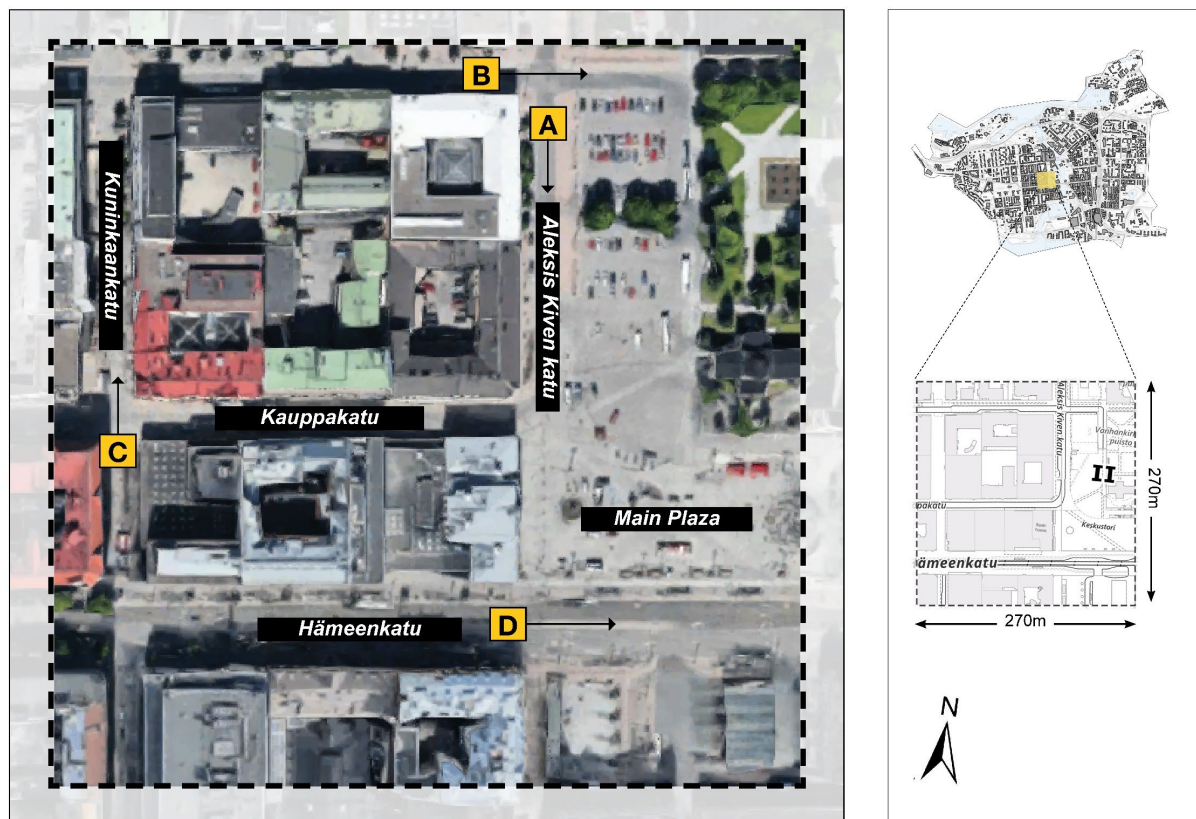 B
A
Kuninkaankatu
Aleksis Kiven katu
Kauppakatu
C
Main Plaza
Hämeenkatu
D
Aleksis Kiven katu
Vanhankirkon
puisto
II
pakatu
Keskustori
ämeenkatu
270m
270m
N